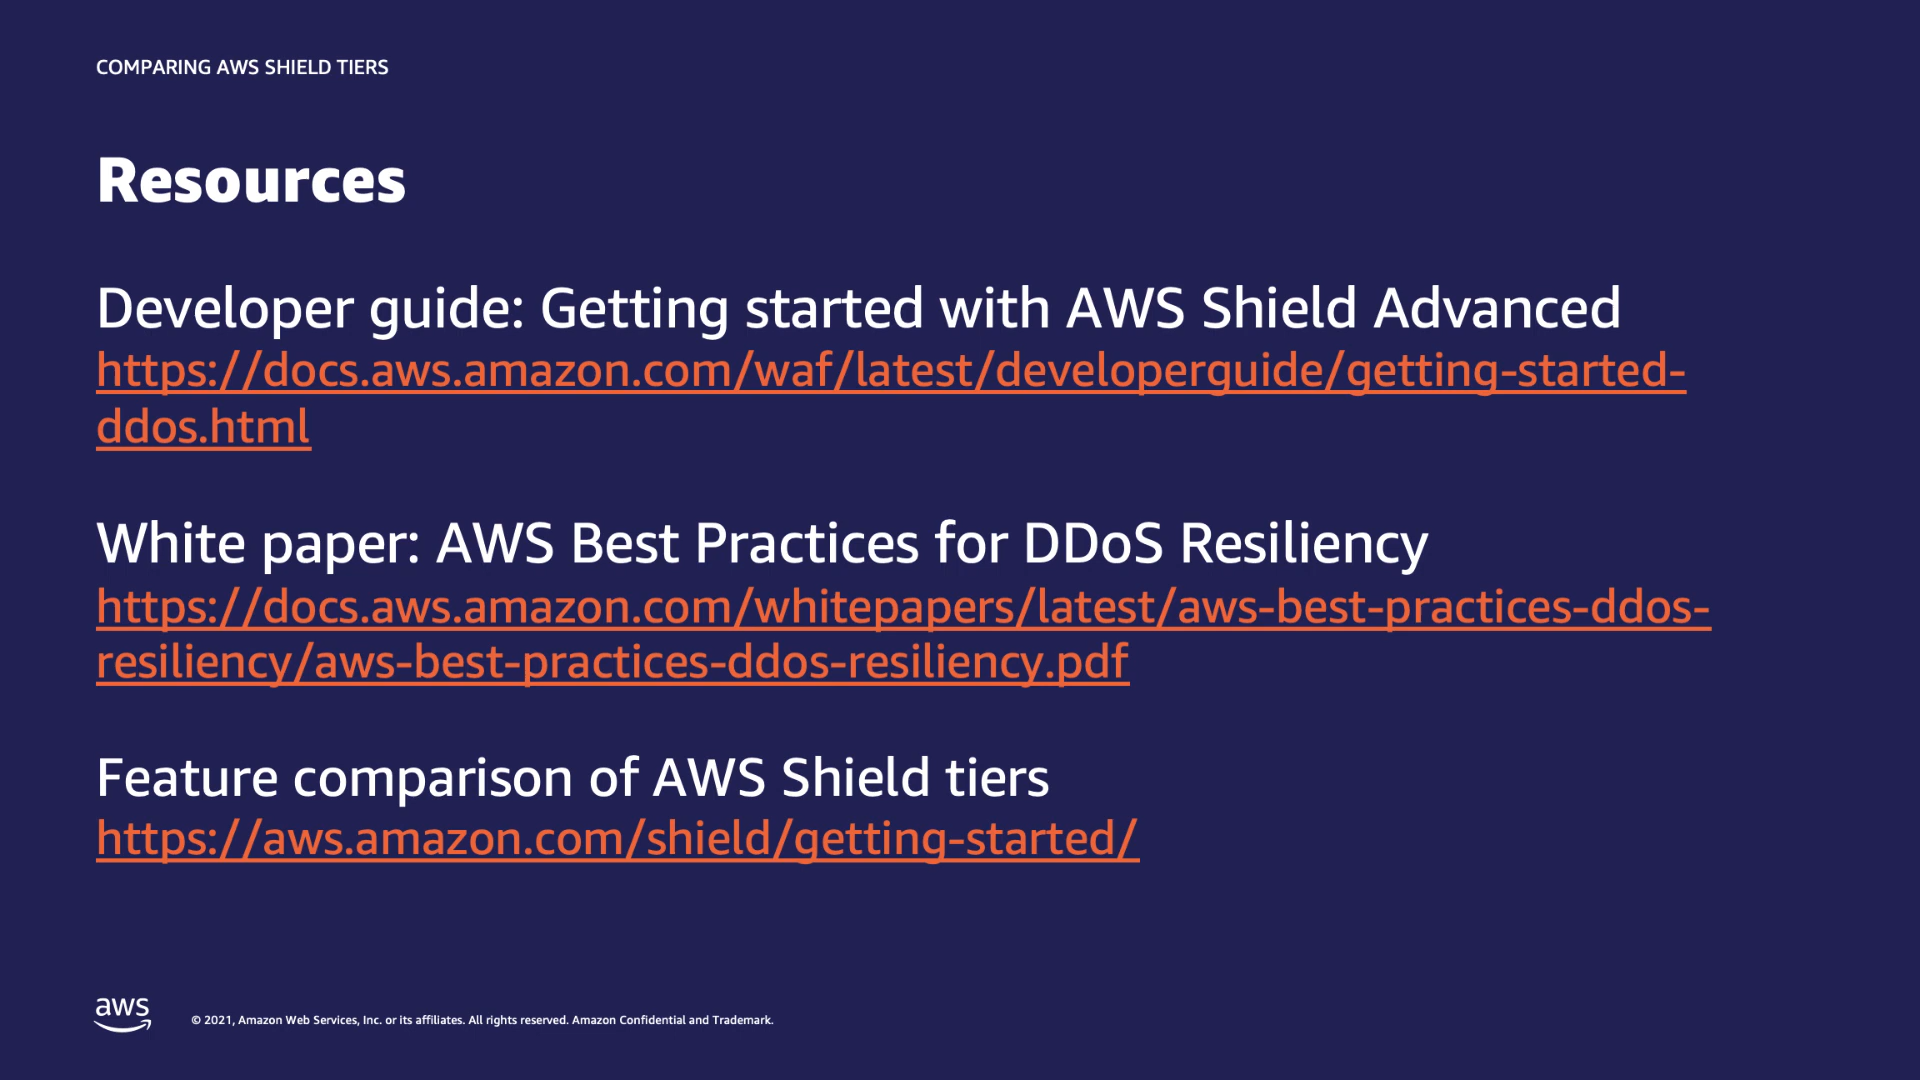 COMPARING AWS SHIELD TIERS
Resources
Developer guide: Getting started with AWS Shield Advanced
https://docs.aws.amazon.com/waf/latest/developerguide/getting-started-
ddos.html
White paper: AWS Best Practices for DDoS Resiliency
https://docs.aws.amazon.com/whitepapers/latest/aws-best-practices-ddos-
resiliency/aws-best-practices-ddos-resiliency.pdf
Feature comparison of AWS Shield tiers
https://aws.amazon.com/shield/getting-started/
aws
© 2021, Amazon Web Services, Inc. or its affiliates. All rights reserved. Amazon Confidential and Trademark.